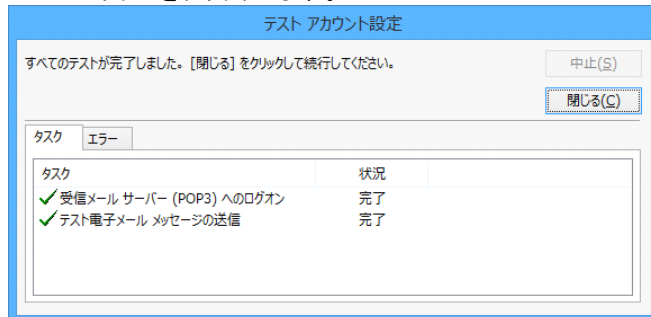 テスト アカウント設定
すべてのテストが完了しました。[閉じる] をクリックして続行してください。
中止(S)
閉じる(C)
タスク エラー
タスク 状況
受信メール サーバー (POP3) へのログオン 完了
テスト電子メール メッセージの送信 完了